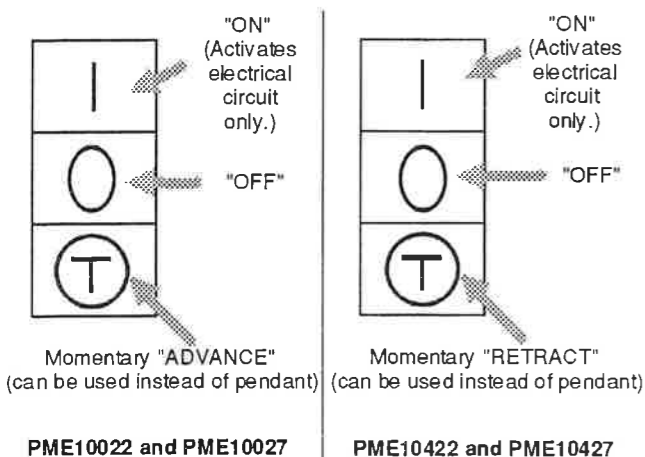 "ON"
(Activates
electrical
circuit
only.)
I
O
"OFF"
T
Momentary "ADVANCE"
(can be used instead of pendant)
PME10022 and PME10027
"ON"
(Activates
electrical
circuit
only.)
I
O
"OFF"
T
Momentary "RETRACT"
(can be used instead of pendant)
PME10422 and PME10427